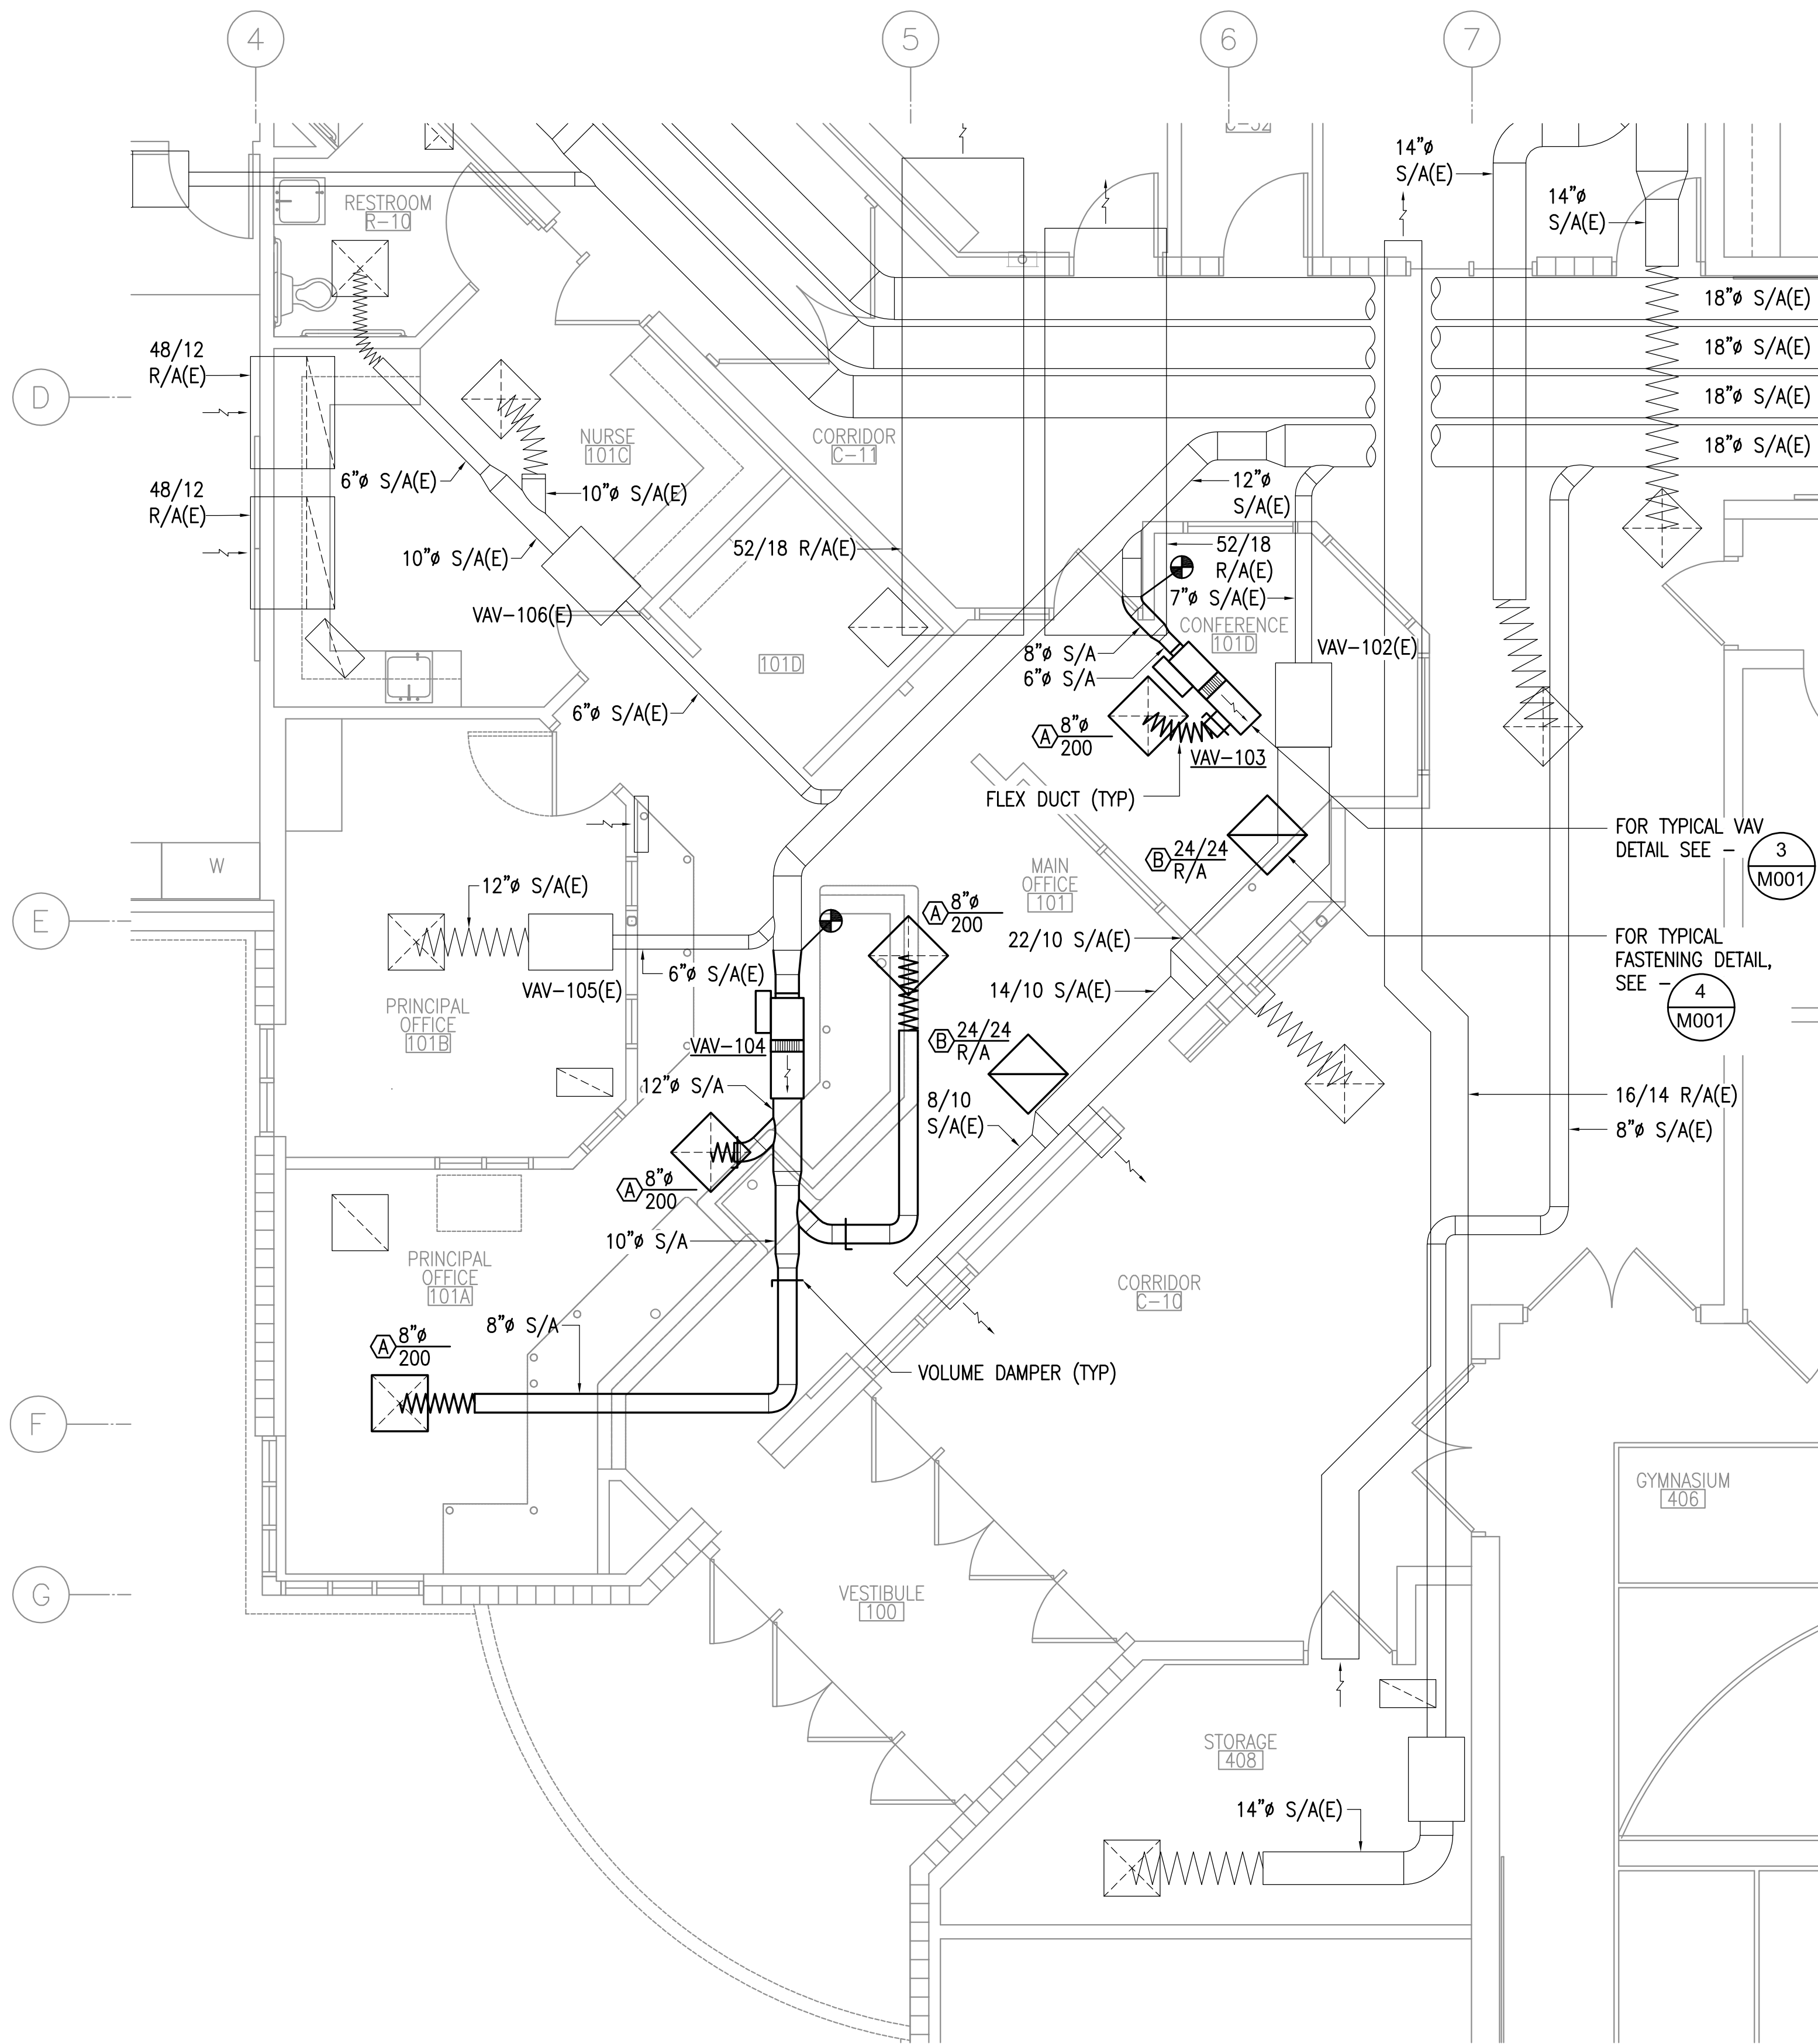 4
5
6
7
C-32
14"ø
S/A(E)
14"ø
S/A(E)
RESTROOM
R-10
18"ø S/A(E)
18"ø S/A(E)
18"ø S/A(E)
18"ø S/A(E)
48/12
R/A(E)
D
NURSE
101C
CORRIDOR
C-11
6"ø S/A(E)
10"ø S/A(E)
48/12
R/A(E)
12"ø
S/A(E)
10"ø S/A(E)
52/18 R/A(E)
52/18
R/A(E)
7"ø S/A(E)
VAV-106(E)
CONFERENCE
101D
VAV-102(E)
8"ø S/A
6"ø S/A
101D
6"ø S/A(E)
A 8"ø
200
VAV-103
FLEX DUCT (TYP)
FOR TYPICAL VAV
DETAIL SEE -
3
M001
B 24/24
R/A
W
MAIN
OFFICE
101
12"ø S/A(E)
E
A 8"ø
200
22/10 S/A(E)
FOR TYPICAL
FASTENING DETAIL,
SEE -
4
M001
6"ø S/A(E)
VAV-105(E)
14/10 S/A(E)
PRINCIPAL
OFFICE
101B
VAV-104
B 24/24
R/A
12"ø S/A
8/10
S/A(E)
16/14 R/A(E)
8"ø S/A(E)
A 8"ø
200
10"ø S/A
PRINCIPAL
OFFICE
101A
CORRIDOR
C-10
8"ø S/A
A 8"ø
200
VOLUME DAMPER (TYP)
F
GYMNASIUM
406
G
VESTIBULE
100
STORAGE
408
14"ø S/A(E)